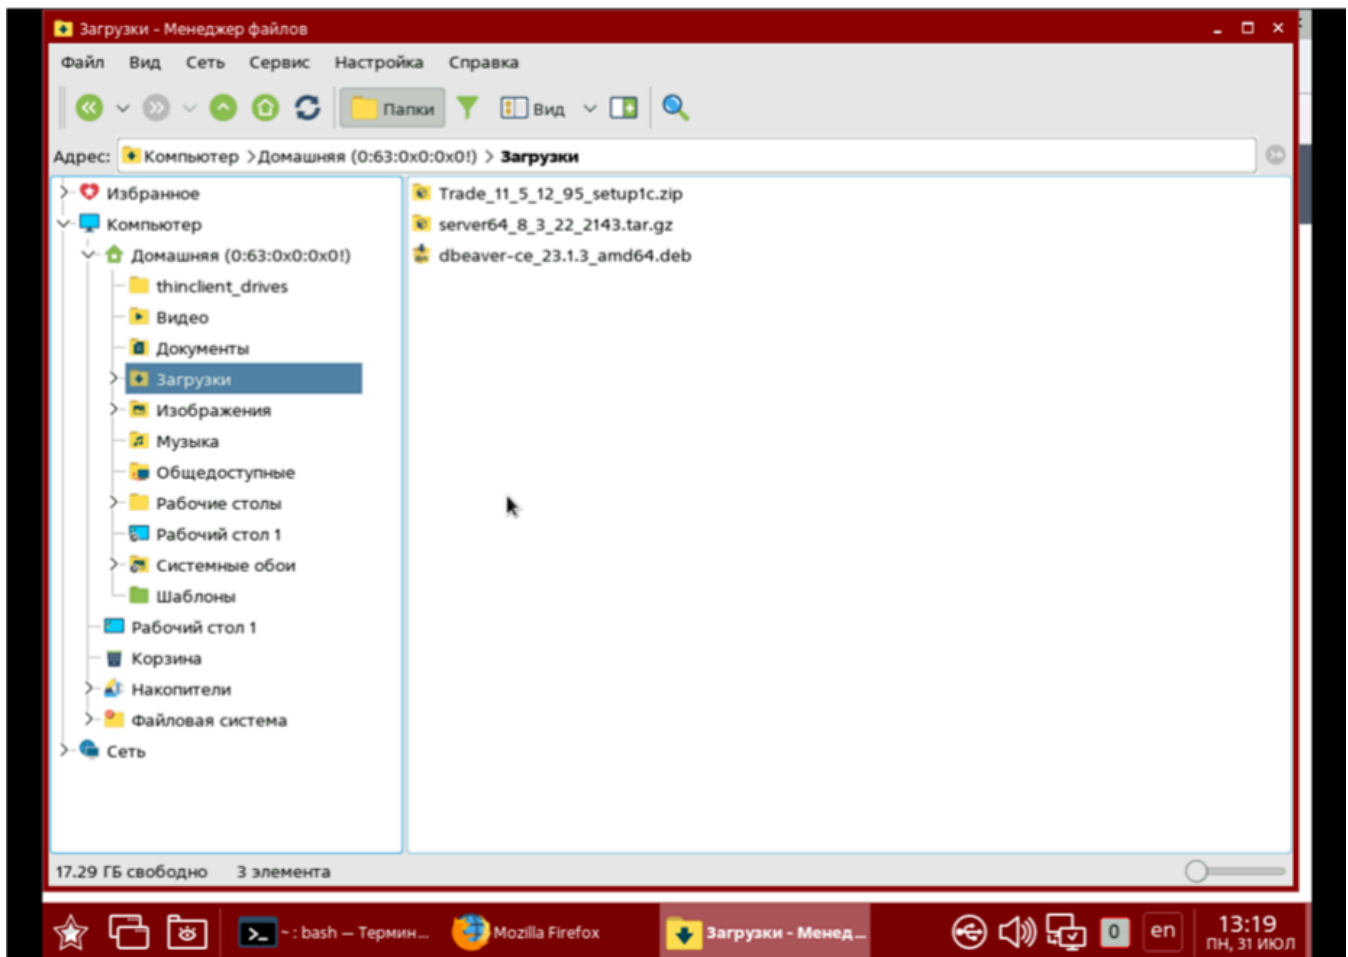 Загрузки – Менеджер файлов
Файл Вид Сеть Сервис Настройка Справка
Папки Вид
Адрес: Компьютер >Домашняя (0:63:0x0:0x0!) > Загрузки
Избранное
Компьютер
Домашняя (0:63:0x0:0x0!)
thinclient_drives
Видео
Документы
Загрузки
Изображения
Музыка
Общедоступные
Рабочие столы
Рабочий стол 1
Системные обои
Шаблоны
Рабочий стол 1
Корзина
Накопители
Файловая система
Сеть
Trade_11_5_12_95_setup1c.zip
server64_8_3_22_2143.tar.gz
dbeaver-ce_23.1.3_amd64.deb
17.29 ГБ свободно 3 элемента
~ : bash — Термин... Mozilla Firefox Загрузки - Менед... 0 en 13:19
ПН, 31 ИЮЛ